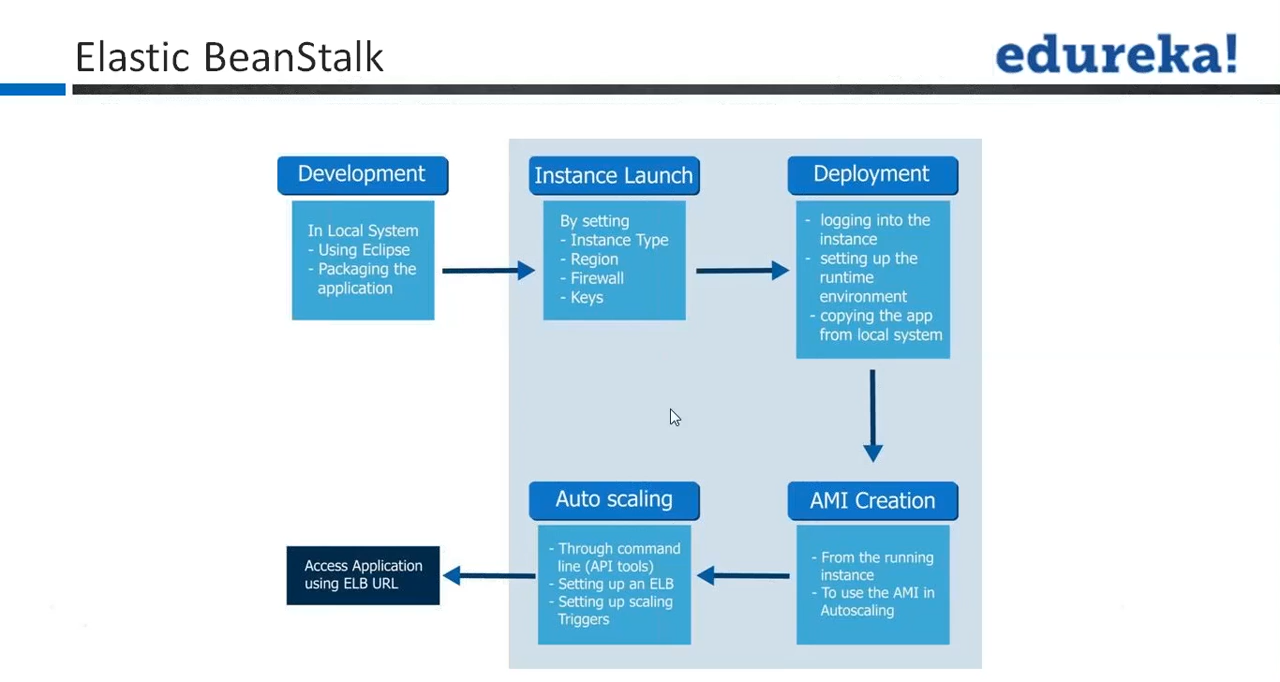 Elastic BeanStalk
edureka!
Development
In Local System
- Using Eclipse
- Packaging the
application
Instance Launch
By setting
- Instance Type
- Region
- Firewall
- Keys
Deployment
- logging into the
instance
- setting up the
runtime
environment
- copying the app
from local system
AMI Creation
- From the running
instance
- To use the AMI in
Autoscaling
Auto scaling
- Through command
line (API tools)
- Setting up an ELB
- Setting up scaling
Triggers
Access Application
using ELB URL